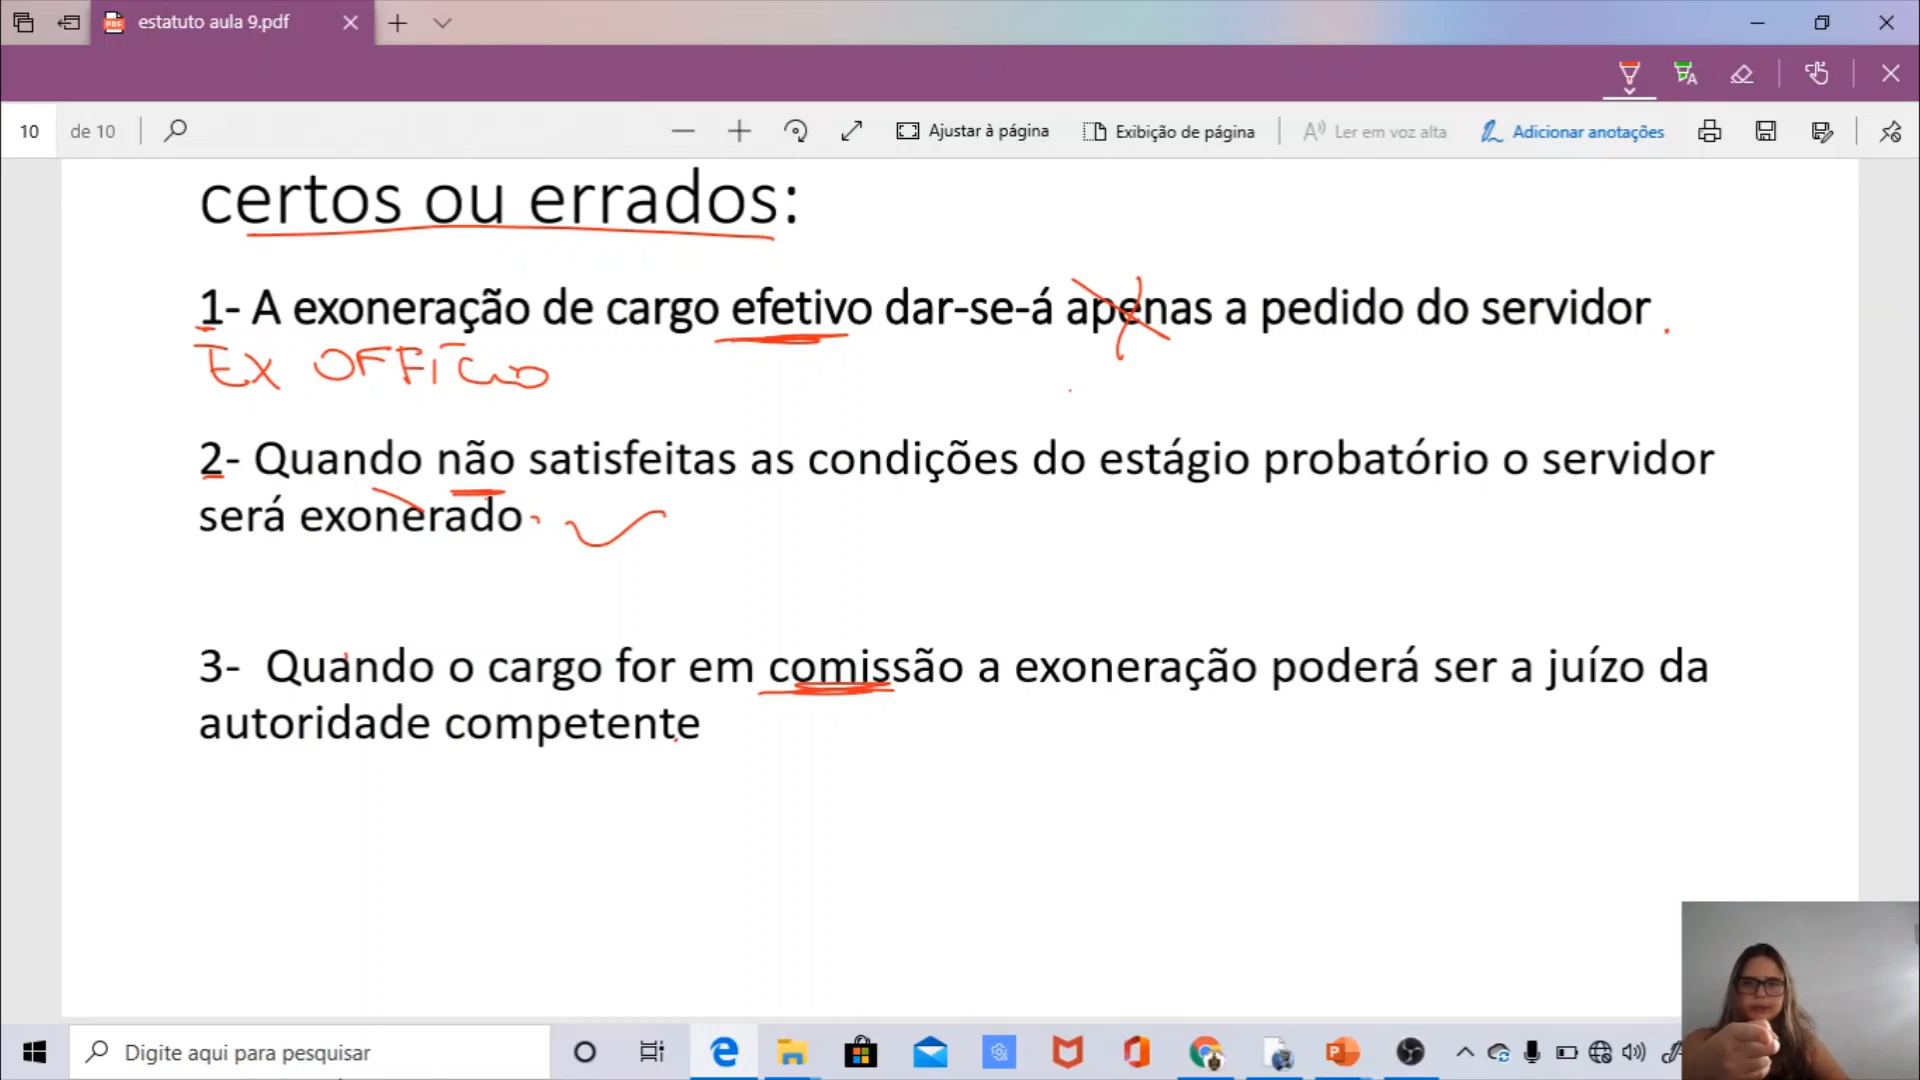 estatuto aula 9.pdf
10 de 10
Ajustar à página
Exibição de página
Ler em voz alta
Adicionar anotações
certos ou errados:
1- A exoneração de cargo efetivo dar-se-á apenas a pedido do servidor
EX OFFÍCIO
2- Quando não satisfeitas as condições do estágio probatório o servidor
será exonerado
3- Quando o cargo for em comissão a exoneração poderá ser a juízo da
autoridade competente
Digite aqui para pesquisar